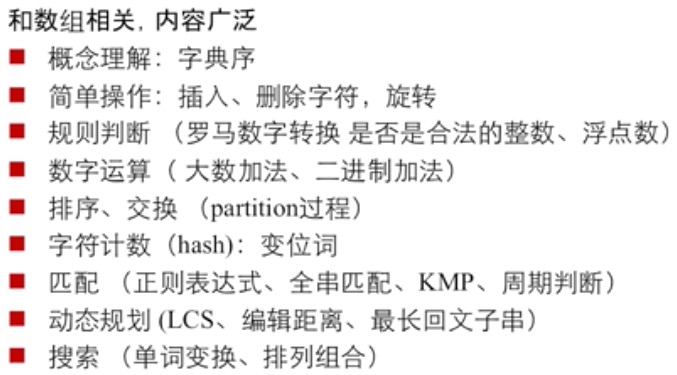 和数组相关，内容广泛
概念理解：字典序
简单操作：插入、删除字符，旋转
规则判断 （罗马数字转换 是否是合法的整数、浮点数）
数字运算（ 大数加法、二进制加法）
排序、交换 （partition过程）
字符计数（hash)：变位词
匹配 （正则表达式、全串匹配、KMP、周期判断）
动态规划 (LCS、编辑距离、最长回文子串）
搜索 （单词变换、排列组合）